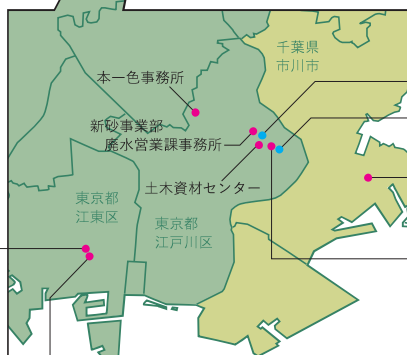 千葉県
市川市
本一色事務所
新砂事業部
廃水営業課事務所
土木資材センター
東京都
江東区
東京都
江戸川区